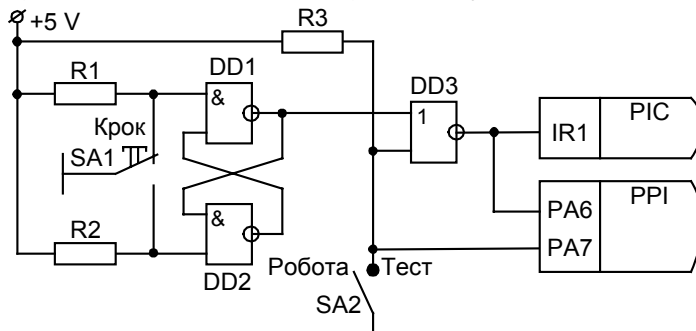 +5 V
R3
R1
DD1
DD3
&
1
PIC
Крок
IR1
SA1
PPI
&
PA6
R2
PA7
DD2
Робота
Тест
SA2